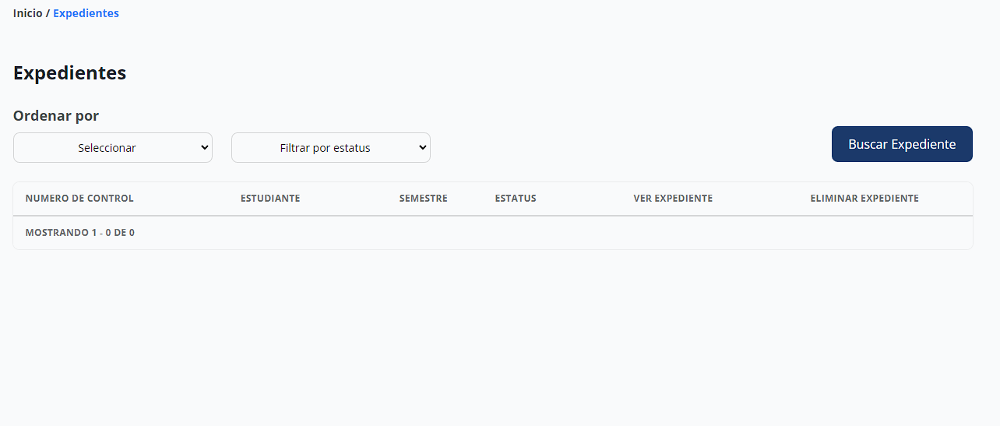 Inicio / Expedientes
Expedientes
Ordenar por
Seleccionar Filtrar por estatus Buscar Expediente
NUMERO DE CONTROL ESTUDIANTE SEMESTRE ESTATUS VER EXPEDIENTE ELIMINAR EXPEDIENTE
MOSTRANDO 1 - 0 DE 0